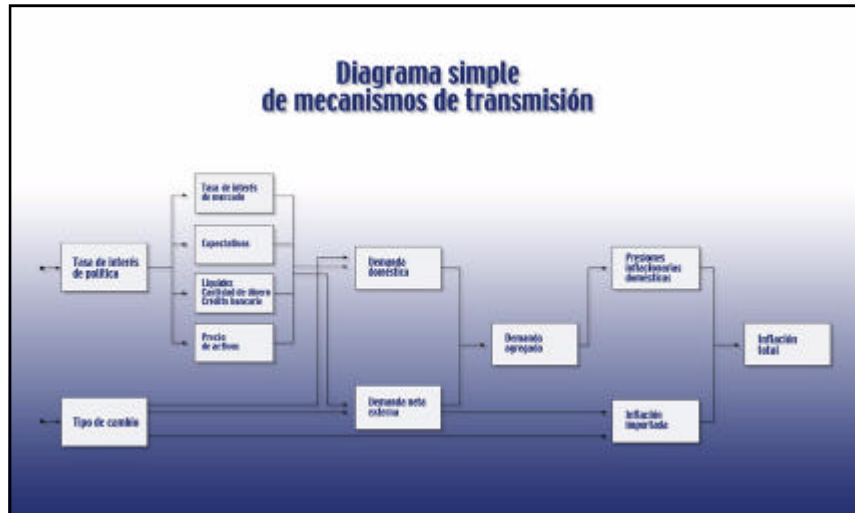 Diagrama simple
de mecanismos de transmisión
Tasa de interés
de mercado
Expectativas
Tasa de interés
de política
Liquidez
Cantidad de dinero
Crédito bancario
Precio
de activos
Demanda
doméstica
Presiones
inflacionarias
domésticas
Demanda
agregada
Inflación
total
Tipo de cambio
Demanda neta
externa
Inflación
importada